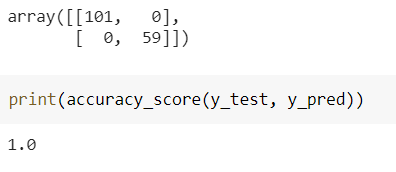 array([[101,   0],
       [  0,  59]])
print(accuracy_score(y_test, y_pred))
1.0